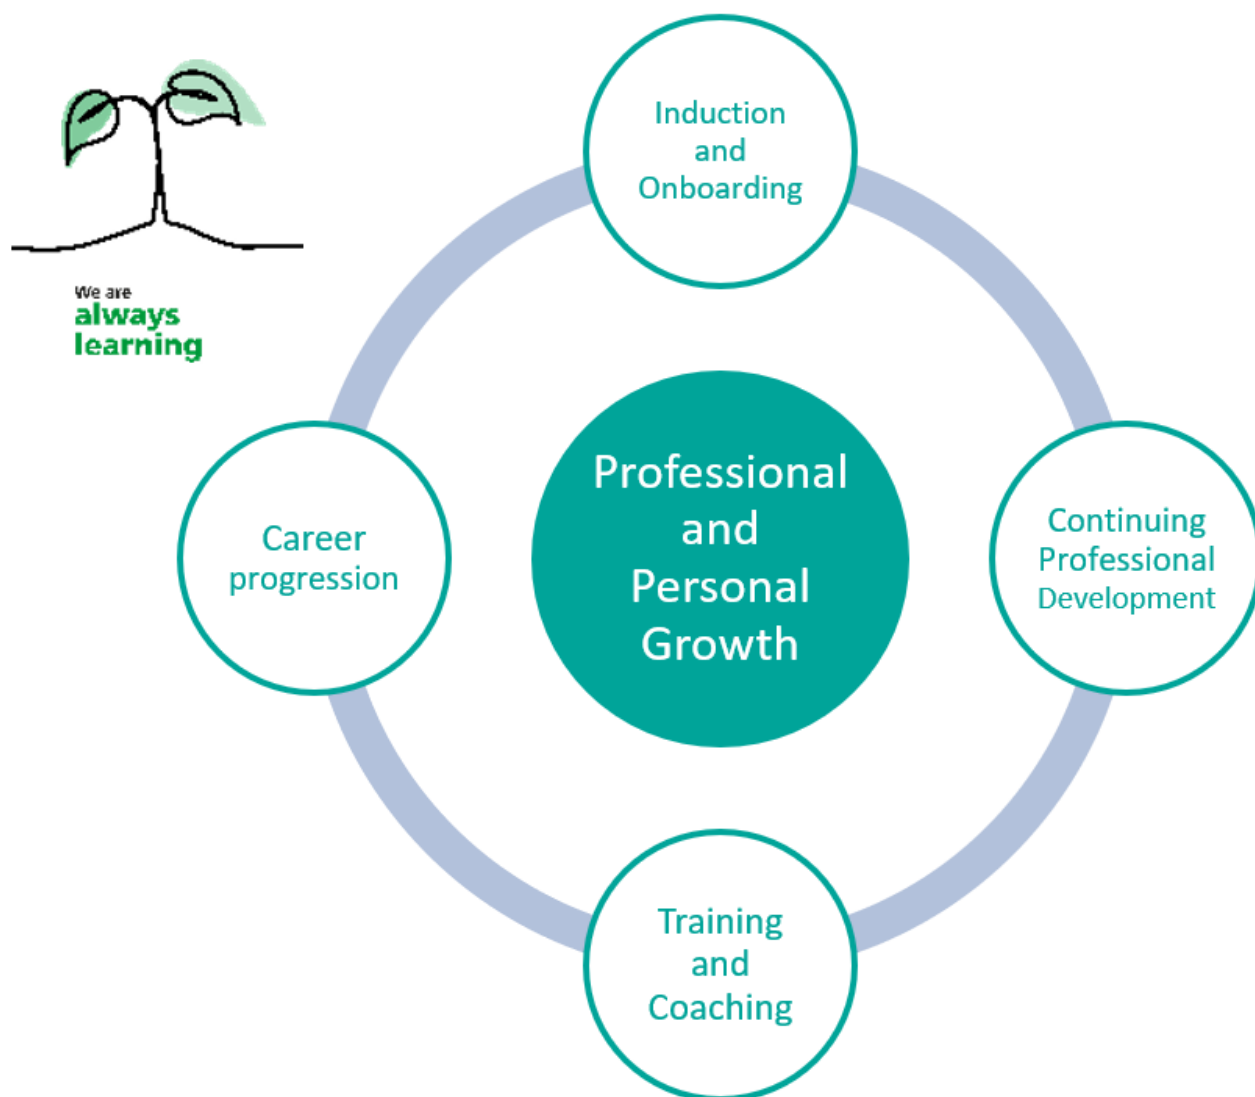 We are
always
learning
Induction
and
Onboarding
Professional
and
Personal
Growth
Continuing
Professional
Development
Training
and
Coaching
Career
progression